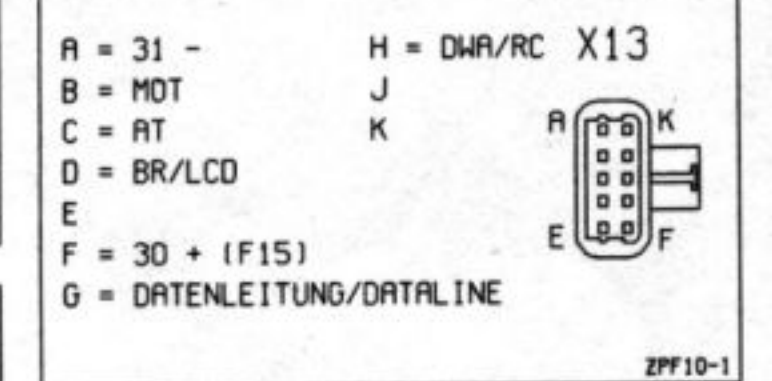 A = 31 - H = DWA/RC X13
B = MOT J
C = AT K
A K
D = BR/LCD
E
E F
F = 30 + (F15)
G = DATENLEITUNG/DATALINE
ZPF10-1